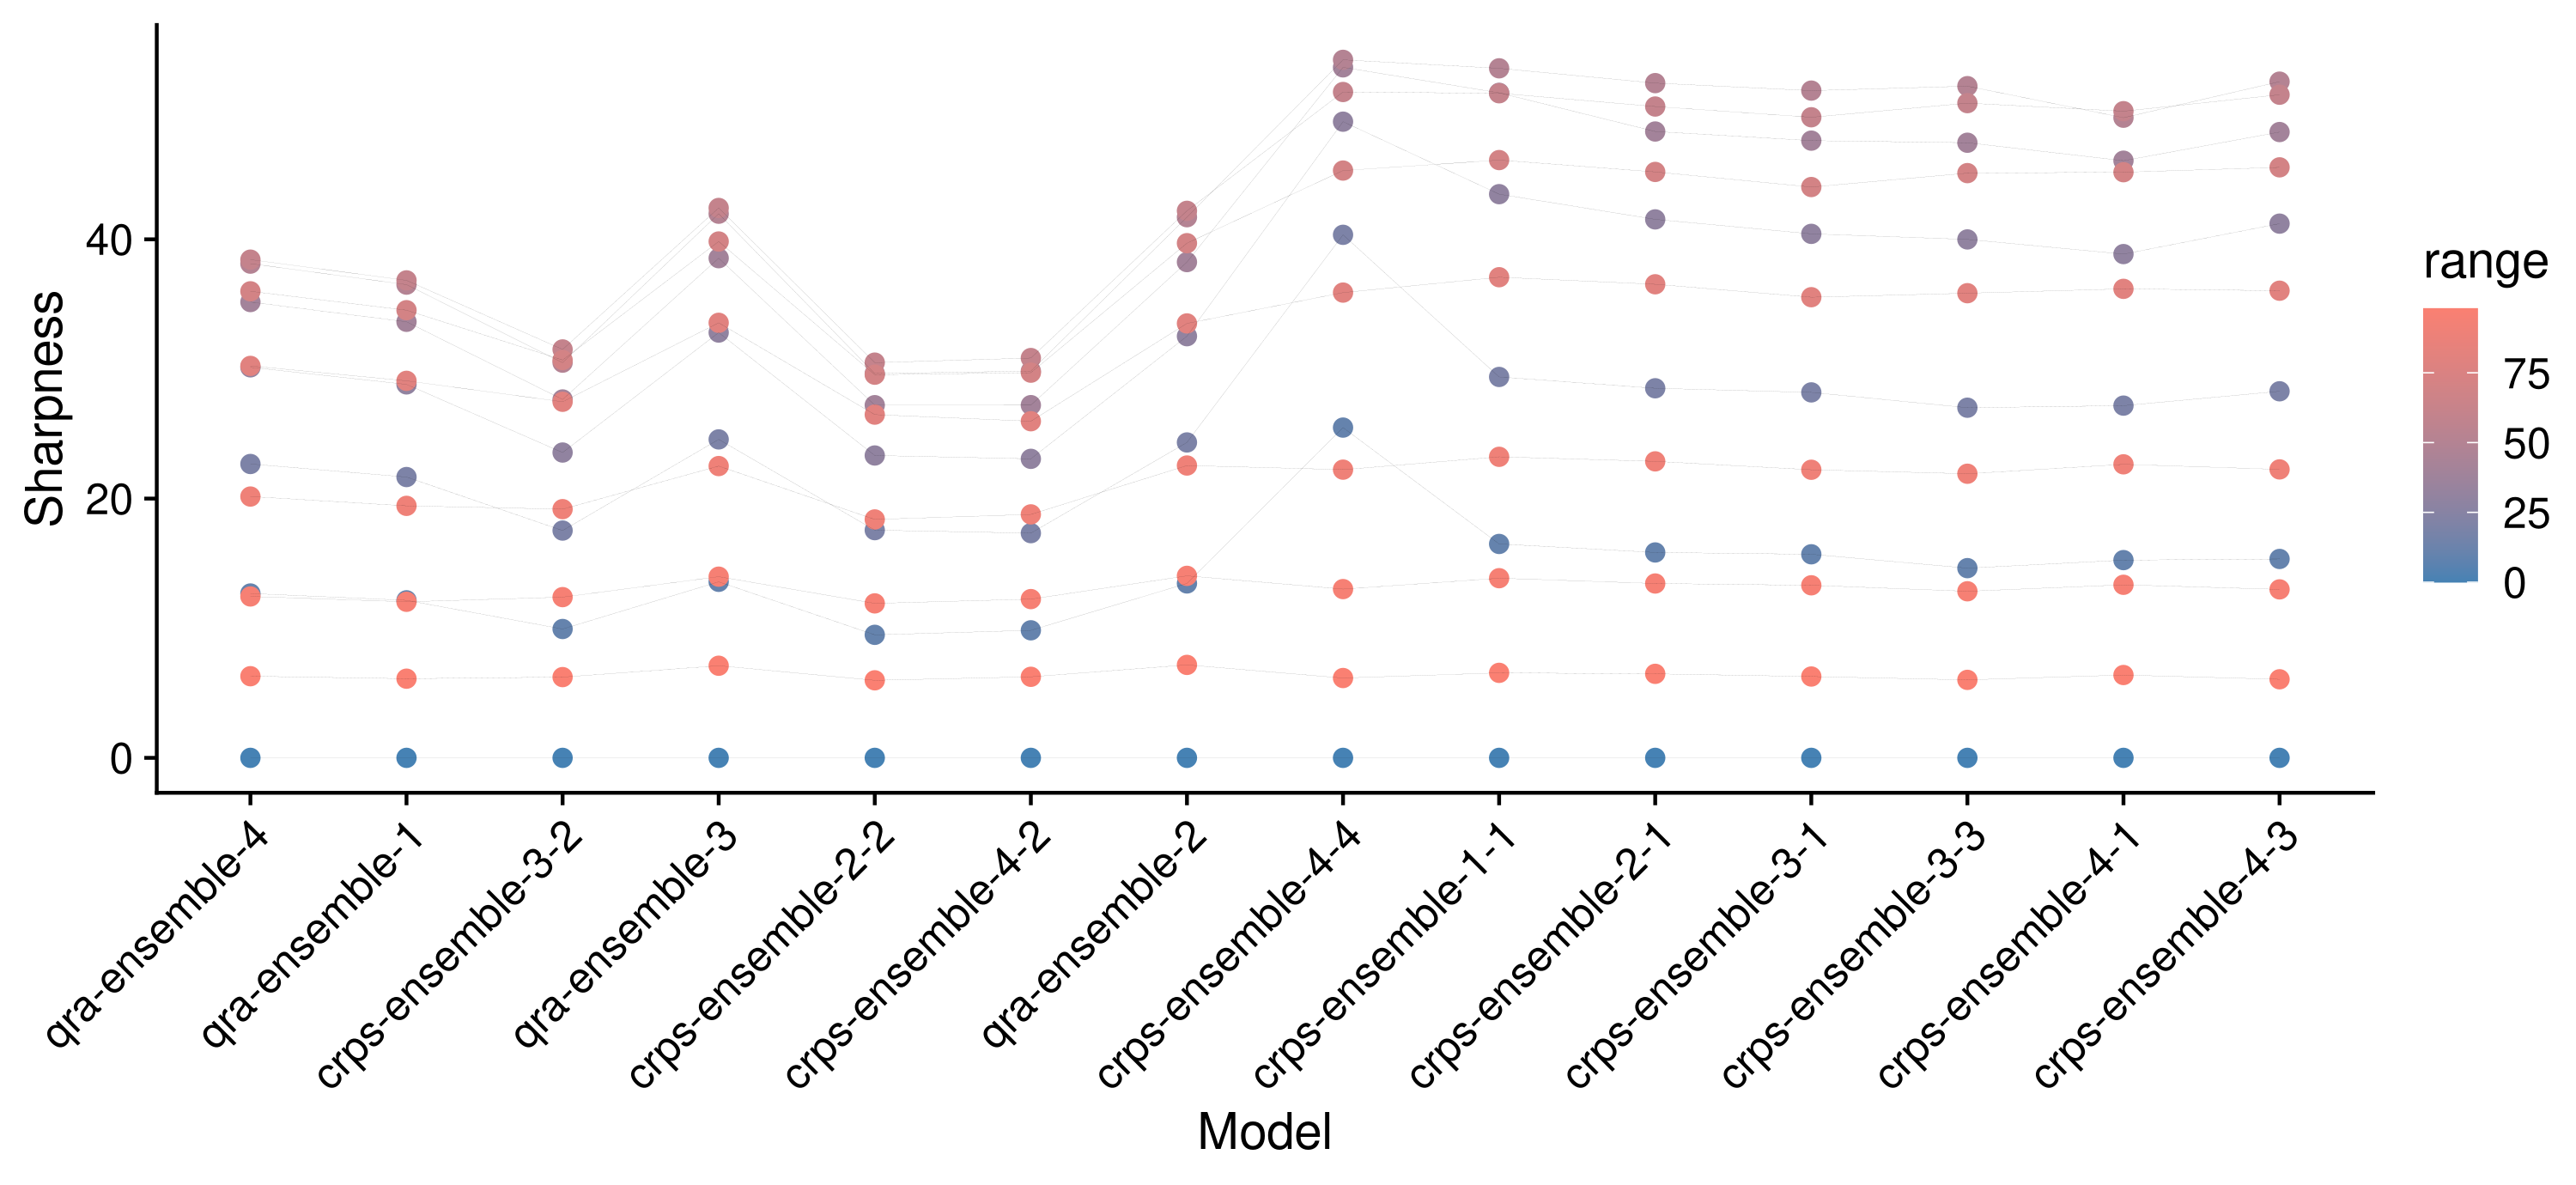 Sharpness
40
20
0
qra-ensemble-4
qra-ensemble-1
crps-ensemble-3-2
qra-ensemble-3
crps-ensemble-2-2
crps-ensemble-4-2
qra-ensemble-2
crps-ensemble-4-4
crps-ensemble-1-1
crps-ensemble-2-1
crps-ensemble-3-1
crps-ensemble-3-3
crps-ensemble-4-1
crps-ensemble-4-3
Model
range
75
50
25
0